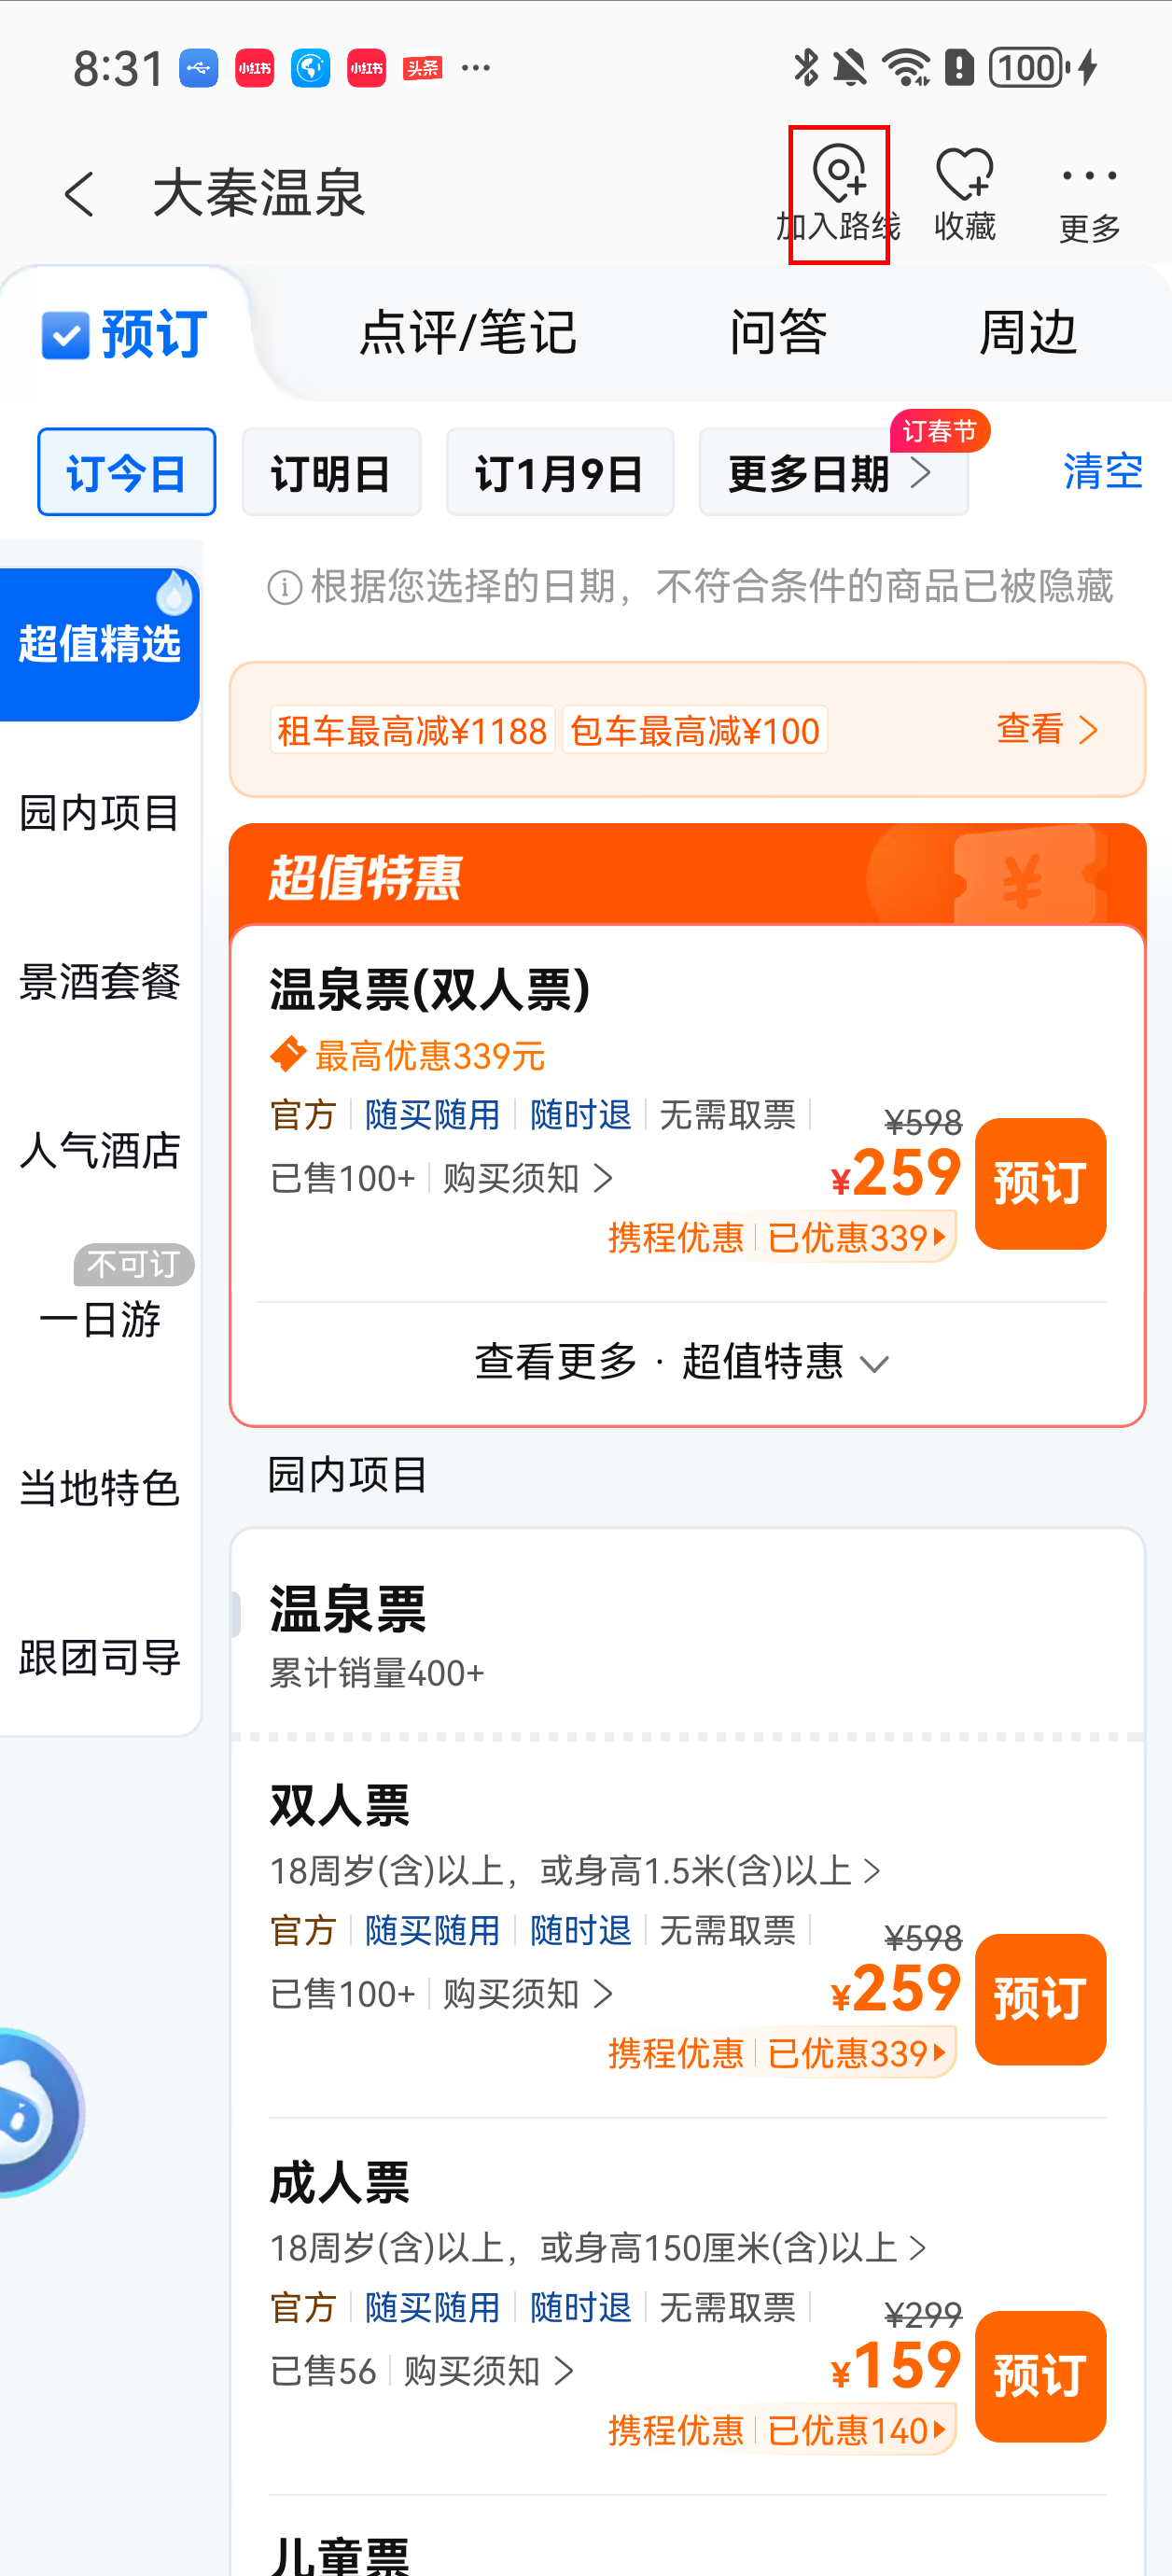 8:31 小红书 小红书 头条 ... 100
大秦温泉 加入路线 收藏 更多
预订 点评/笔记 问答 周边
订春节
订今日 订明日 订1月9日 更多日期 清空
根据您选择的日期，不符合条件的商品已被隐藏
超值精选
园内项目
景酒套餐
人气酒店
不可订
一日游
当地特色
跟团司导
租车最高减¥1188 包车最高减¥100 查看
超值特惠 ¥
温泉票(双人票)
最高优惠339元
官方 随买随用 随时退 无需取票 ¥598
已售100+ 购买须知 ¥259 预订
携程优惠 已优惠339
查看更多 · 超值特惠
园内项目
温泉票
累计销量400+
双人票
18周岁(含)以上，或身高1.5米(含)以上
官方 随买随用 随时退 无需取票 ¥598
已售100+ 购买须知 ¥259 预订
携程优惠 已优惠339
成人票
18周岁(含)以上，或身高150厘米(含)以上
官方 随买随用 随时退 无需取票 ¥299
已售56 购买须知 ¥159 预订
携程优惠 已优惠140
儿童票